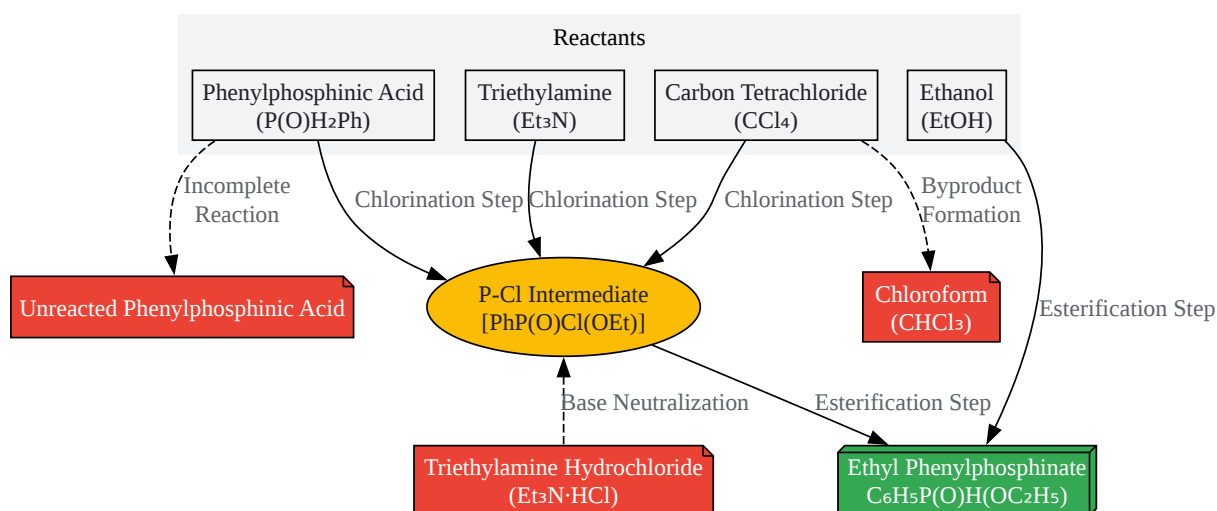 Reactants
Phenylphosphinic Acid
(P(O)H₂Ph)
Triethylamine
(Et₃N)
Carbon Tetrachloride
(CCl₄)
Ethanol
(EtOH)
Incomplete
Reaction
Chlorination Step
Chlorination Step
Chlorination Step
Byproduct
Formation
Unreacted Phenylphosphinic Acid
P-Cl Intermediate
[PhP(O)Cl(OEt)]
Chloroform
(CHCl₃)
Esterification Step
Base Neutralization
Esterification Step
Triethylamine Hydrochloride
(Et₃N·HCl)
Ethyl Phenylphosphinate
C₆H₅P(O)H(OC₂H₅)